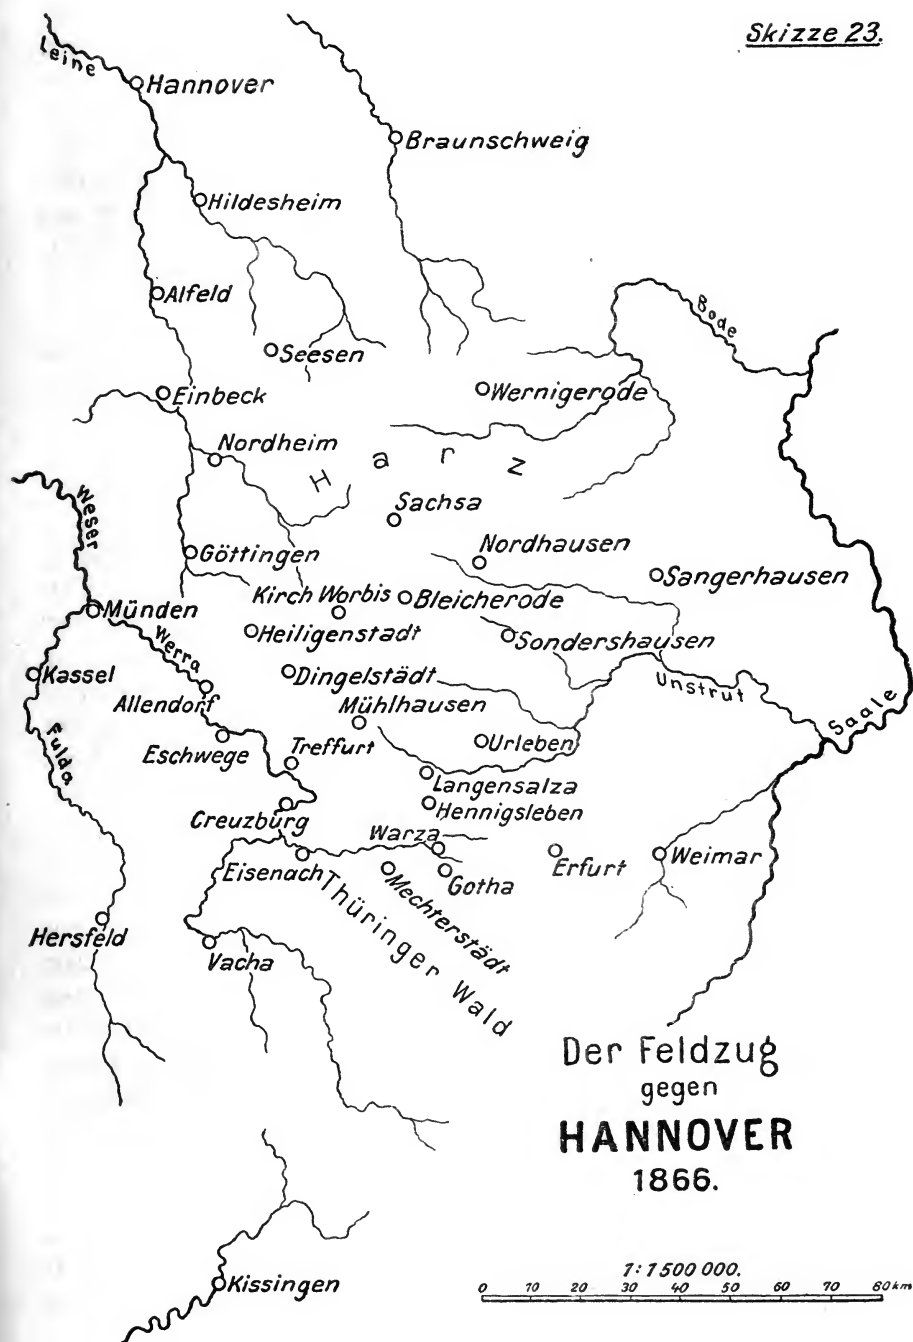 Skizze 23.
Leine
Hannover
Braunschweig
Hildesheim
Alfeld
Bode
Seesen
Einbeck
Wernigerode
Nordheim
Harz
Weser
Sachsa
Göttingen
Nordhausen
Sangerhausen
Kirch Worbis
Bleicherode
Münden
Heiligenstadt
Sondershausen
Werra
Kassel
Dingelstädt
Unstrut
Allendorf
Mühlhausen
Saale
Eschwege
Treffurt
Urleben
Fulda
Langensalza
Creuzburg
Hennigsleben
Warza
Eisenach
Gotha
Erfurt
Weimar
Mechterstädt
Thüringer Wald
Hersfeld
Vacha
Der Feldzug
gegen
HANNOVER
1866.
Kissingen
1:1500 000.
0 10 20 30 40 50 60 70 80 km